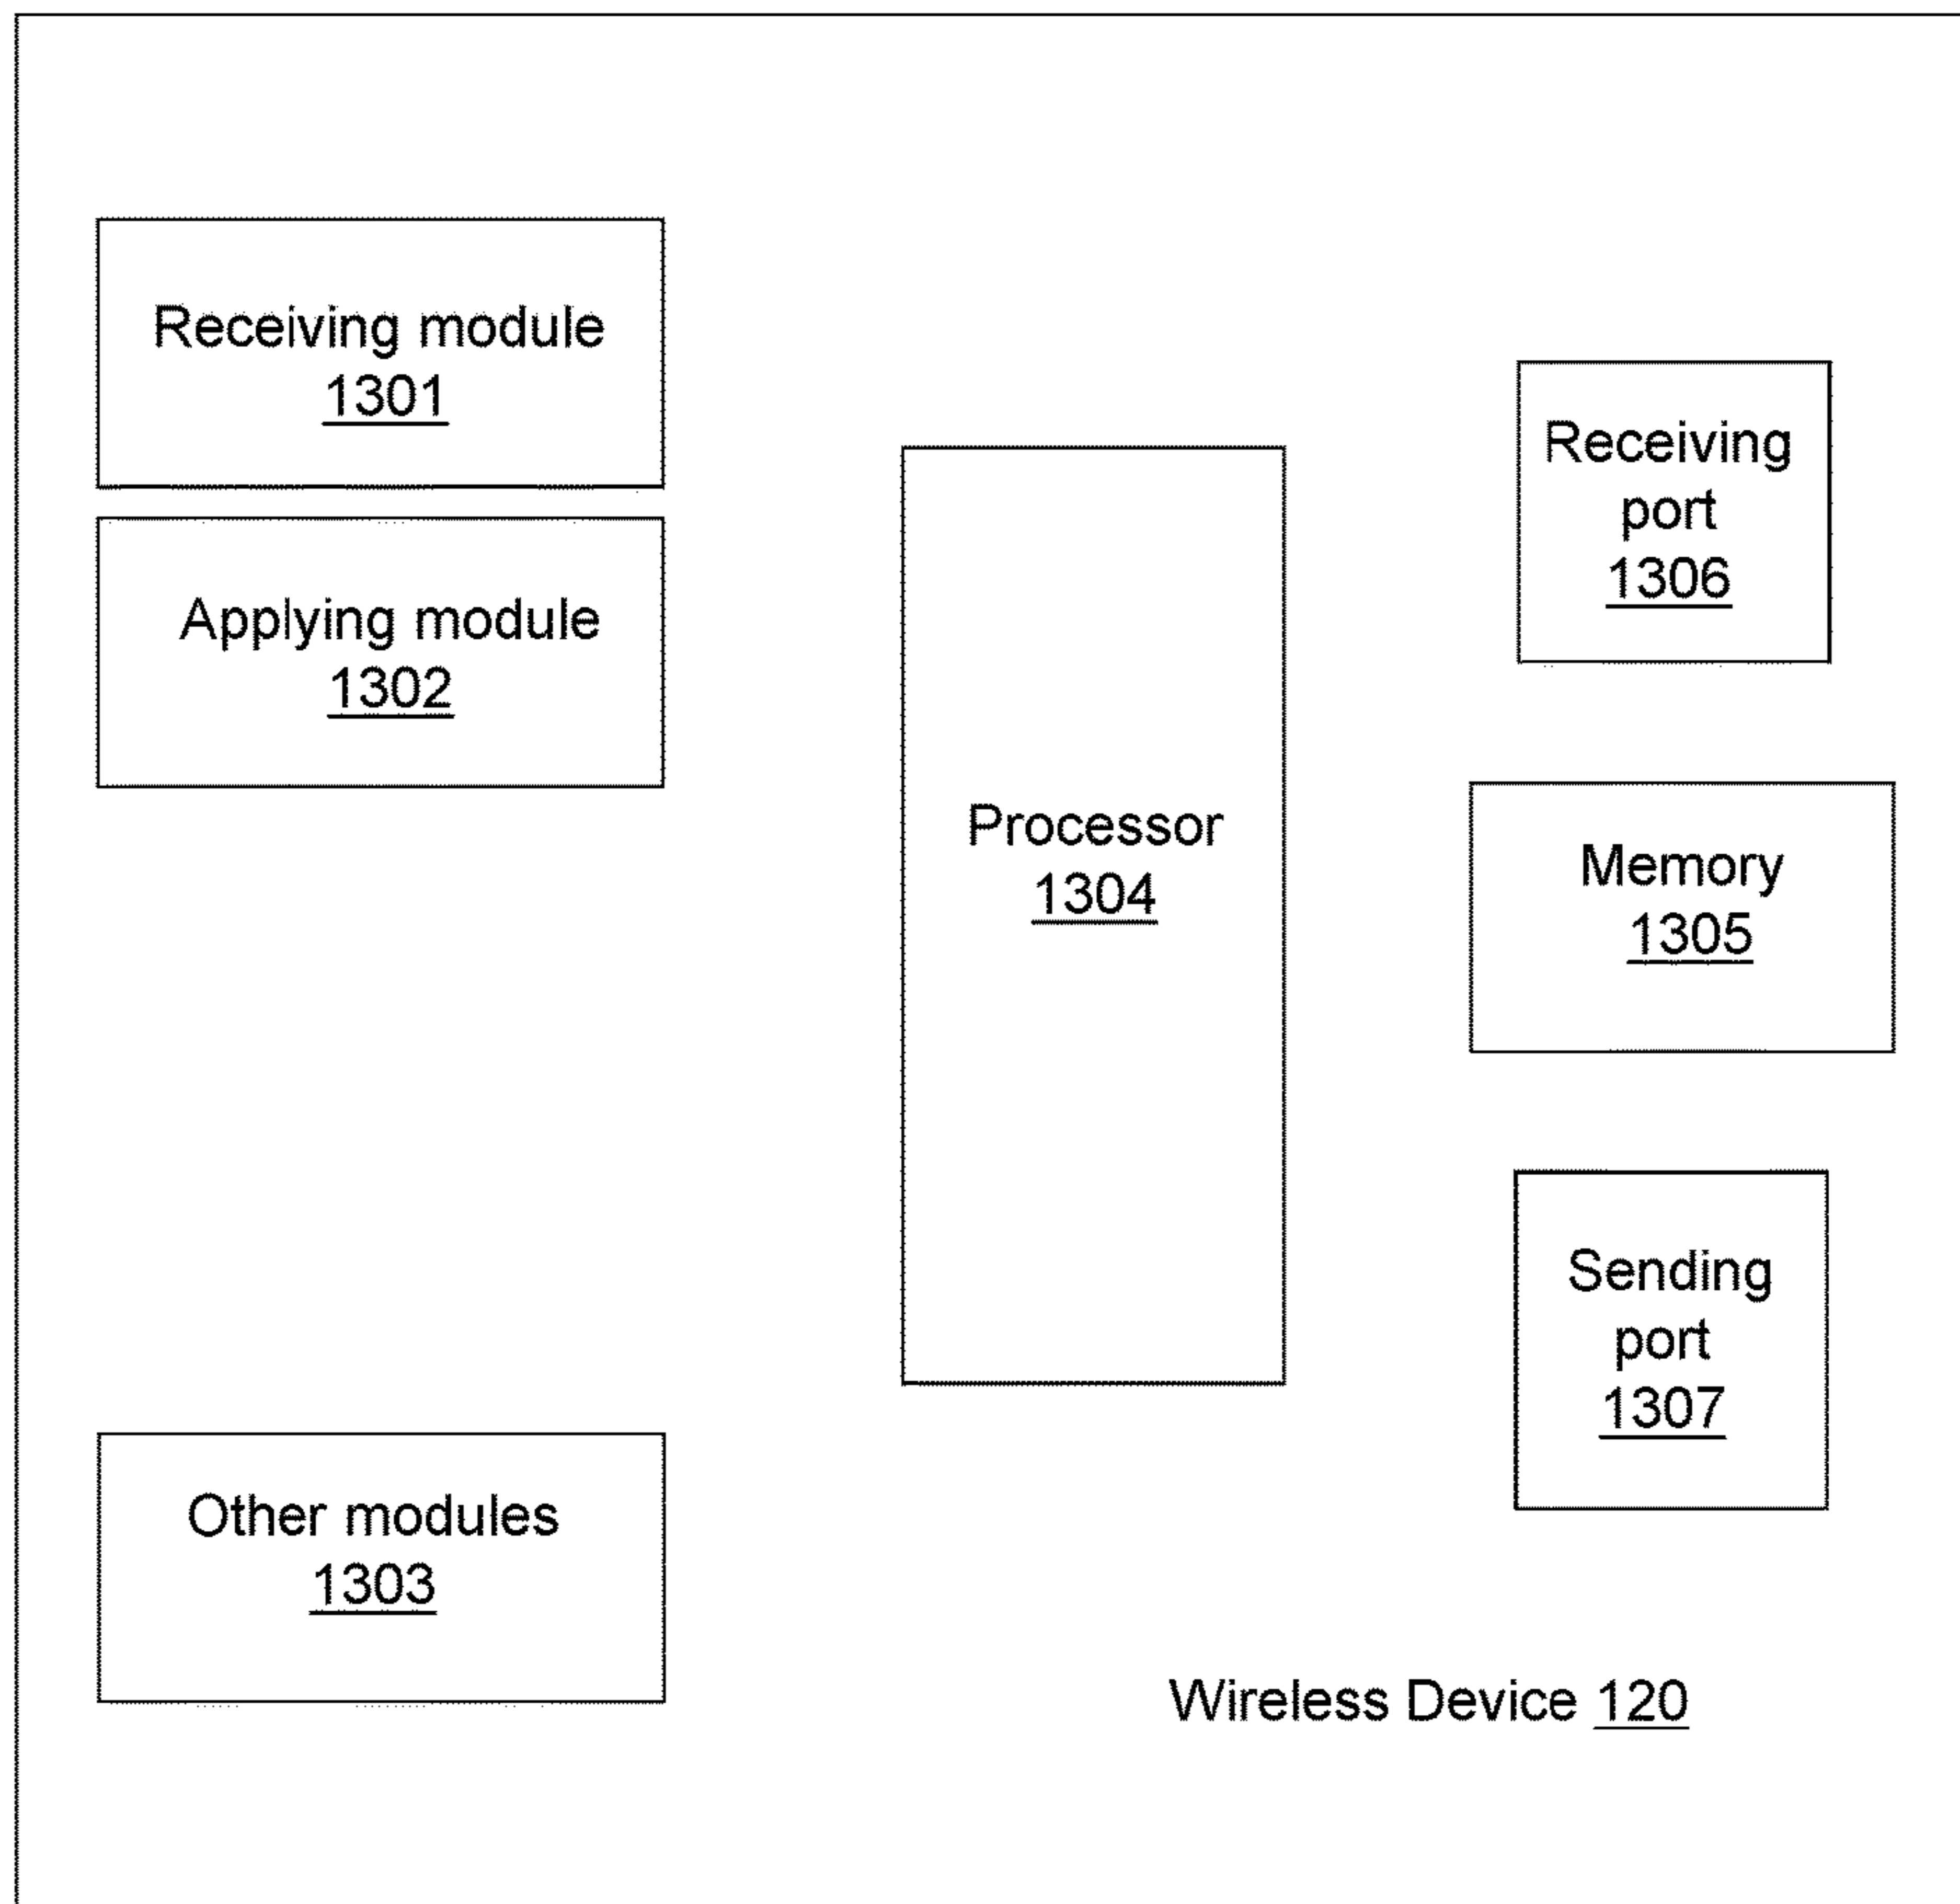 Receiving module
1301
Applying module
1302
Other modules
1303
Processor
1304
Receiving
port
1306
Memory
1305
Sending
port
1307
Wireless Device 120